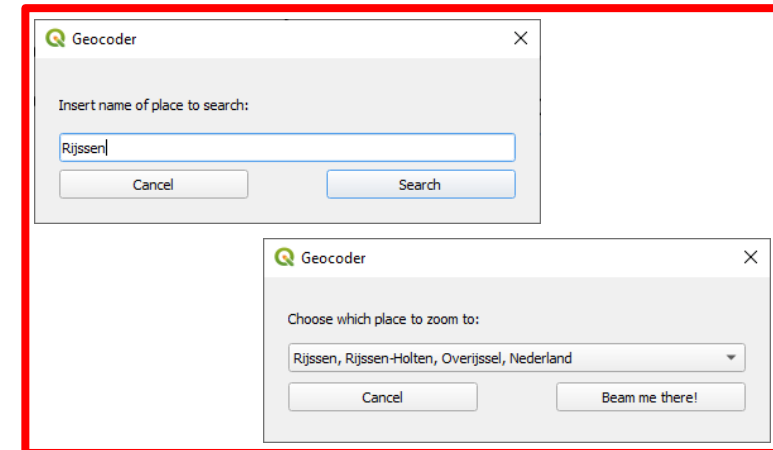 Geocoder
Insert name of place to search:
Rijssen
Cancel Search
Geocoder
Choose which place to zoom to:
Rijssen, Rijssen-Holten, Overijssel, Nederland
Cancel Beam me there!